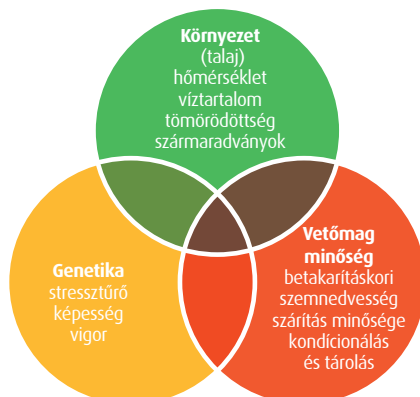 Környezet
(talaj)
hőmérséklet
víztartalom
tömörödöttség
szármaradványok
Genetika
stressztűrő
képesség
vigor
Vetőmag
minőség
betakarításkori
szemnedvesség
szárítás minősége
kondícionálás
és tárolás